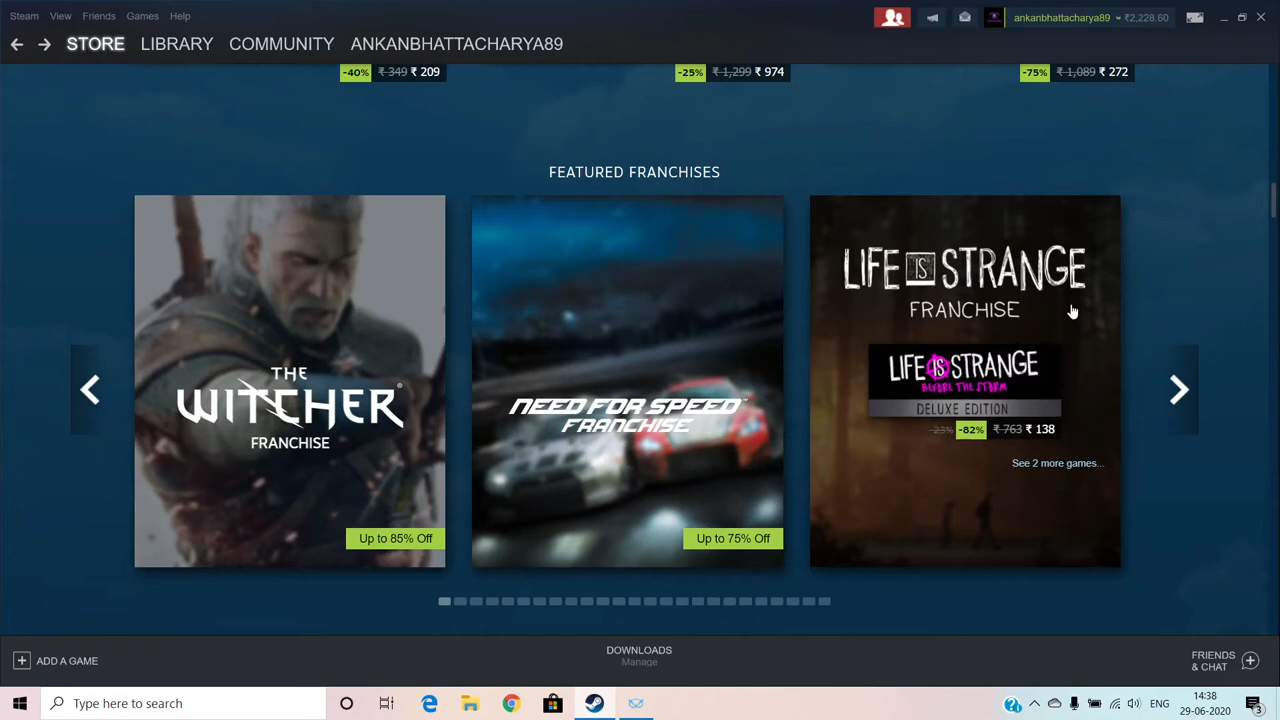 Steam View Friends Games Help
ankanbhattacharya89 ₹2,228.60
STORE LIBRARY COMMUNITY ANKANBHATTACHARYA89
-40% ₹ 349 ₹ 209 -25% ₹ 1,299 ₹ 974 -75% ₹ 1,089 ₹ 272
FEATURED FRANCHISES
THE
WITCHER®
FRANCHISE
Up to 85% Off
NEED FOR SPEED™
FRANCHISE
Up to 75% Off
LIFE IS STRANGE
FRANCHISE
LIFE IS STRANGE
BEFORE THE STORM
DELUXE EDITION
-23% -82% ₹ 763 ₹ 138
See 2 more games...
ADD A GAME
DOWNLOADS
Manage
FRIENDS
& CHAT
Type here to search
ENG
14:38
29-06-2020
3